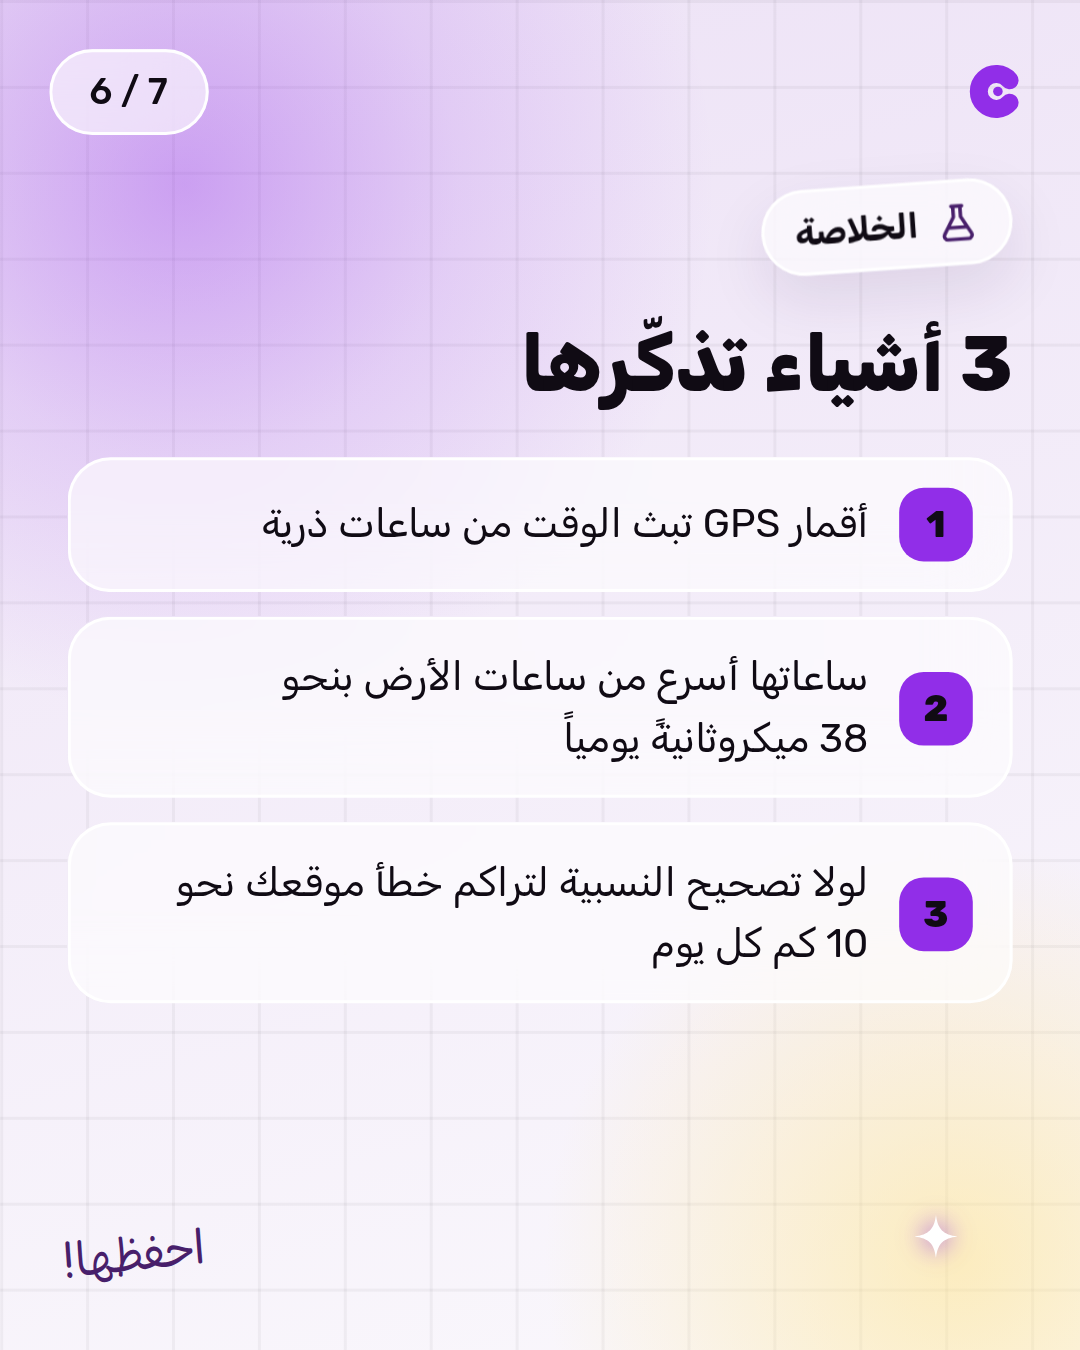 6 / 7
الخلاصة
3 أشياء تذكّرها
1
أقمار GPS تبث الوقت من ساعات ذرية
2
ساعاتها أسرع من ساعات الأرض بنحو
38 ميكروثانيةً يومياً
3
لولا تصحيح النسبية لتراكم خطأ موقعك نحو
10 كم كل يوم
احفظها!